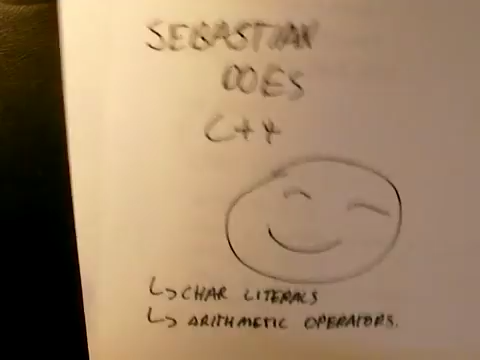 SEBASTIAN
DOES
C++
↳ CHAR LITERALS
↳ ARITHMETIC OPERATORS.